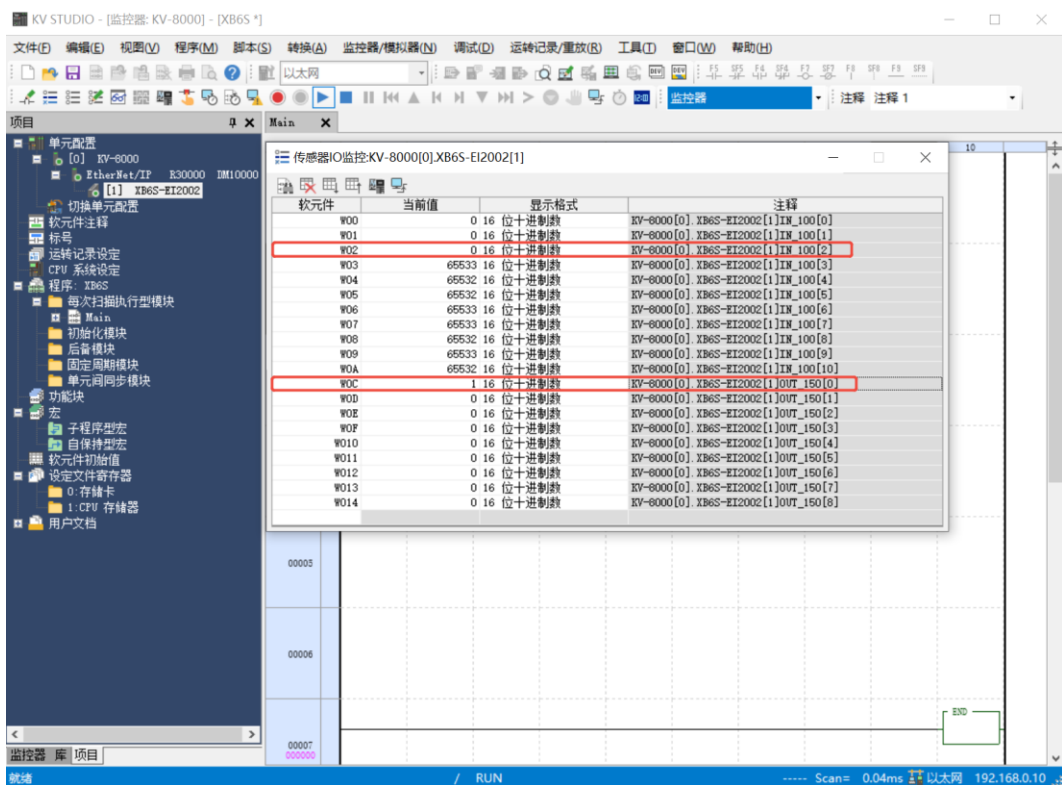 KV STUDIO - [监控器: KV-8000] - [XB6S *]
文件(F) 编辑(E) 视图(V) 程序(M) 脚本(S) 转换(A) 监控器/模拟器(N) 调试(D) 运转记录/重放(R) 工具(T) 窗口(W) 帮助(H)
以太网
监控器 注释 注释 1
项目 Main
单元配置
[0] KV-8000
EtherNet/IP R30000 DM10000
[1] XB6S-EI2002
切换单元配置
软元件注释
标号
运转记录设定
CPU 系统设定
程序: XB6S
每次扫描执行型模块
Main
初始化模块
后备模块
固定周期模块
单元间同步模块
功能块
宏
子程序型宏
自保持型宏
软元件初始值
设定文件寄存器
0:存储卡
1:CPU 存储器
用户文档
10
传感器IO监控:KV-8000[0].XB6S-EI2002[1]
软元件 当前值 显示格式 注释
W00 0 16 位十进制数 KV-8000[0].XB6S-EI2002[1]IN_100[0]
W01 0 16 位十进制数 KV-8000[0].XB6S-EI2002[1]IN_100[1]
W02 0 16 位十进制数 KV-8000[0].XB6S-EI2002[1]IN_100[2]
W03 65533 16 位十进制数 KV-8000[0].XB6S-EI2002[1]IN_100[3]
W04 65532 16 位十进制数 KV-8000[0].XB6S-EI2002[1]IN_100[4]
W05 65532 16 位十进制数 KV-8000[0].XB6S-EI2002[1]IN_100[5]
W06 65533 16 位十进制数 KV-8000[0].XB6S-EI2002[1]IN_100[6]
W07 65533 16 位十进制数 KV-8000[0].XB6S-EI2002[1]IN_100[7]
W08 65532 16 位十进制数 KV-8000[0].XB6S-EI2002[1]IN_100[8]
W09 65533 16 位十进制数 KV-8000[0].XB6S-EI2002[1]IN_100[9]
W0A 65532 16 位十进制数 KV-8000[0].XB6S-EI2002[1]IN_100[10]
W0C 1 16 位十进制数 KV-8000[0].XB6S-EI2002[1]OUT_150[0]
W0D 0 16 位十进制数 KV-8000[0].XB6S-EI2002[1]OUT_150[1]
W0E 0 16 位十进制数 KV-8000[0].XB6S-EI2002[1]OUT_150[2]
W0F 0 16 位十进制数 KV-8000[0].XB6S-EI2002[1]OUT_150[3]
W010 0 16 位十进制数 KV-8000[0].XB6S-EI2002[1]OUT_150[4]
W011 0 16 位十进制数 KV-8000[0].XB6S-EI2002[1]OUT_150[5]
W012 0 16 位十进制数 KV-8000[0].XB6S-EI2002[1]OUT_150[6]
W013 0 16 位十进制数 KV-8000[0].XB6S-EI2002[1]OUT_150[7]
W014 0 16 位十进制数 KV-8000[0].XB6S-EI2002[1]OUT_150[8]
00005
00006
END
00007
000000
监控器 库 项目
就绪 / RUN ----- Scan= 0.04ms 以太网 192.168.0.10